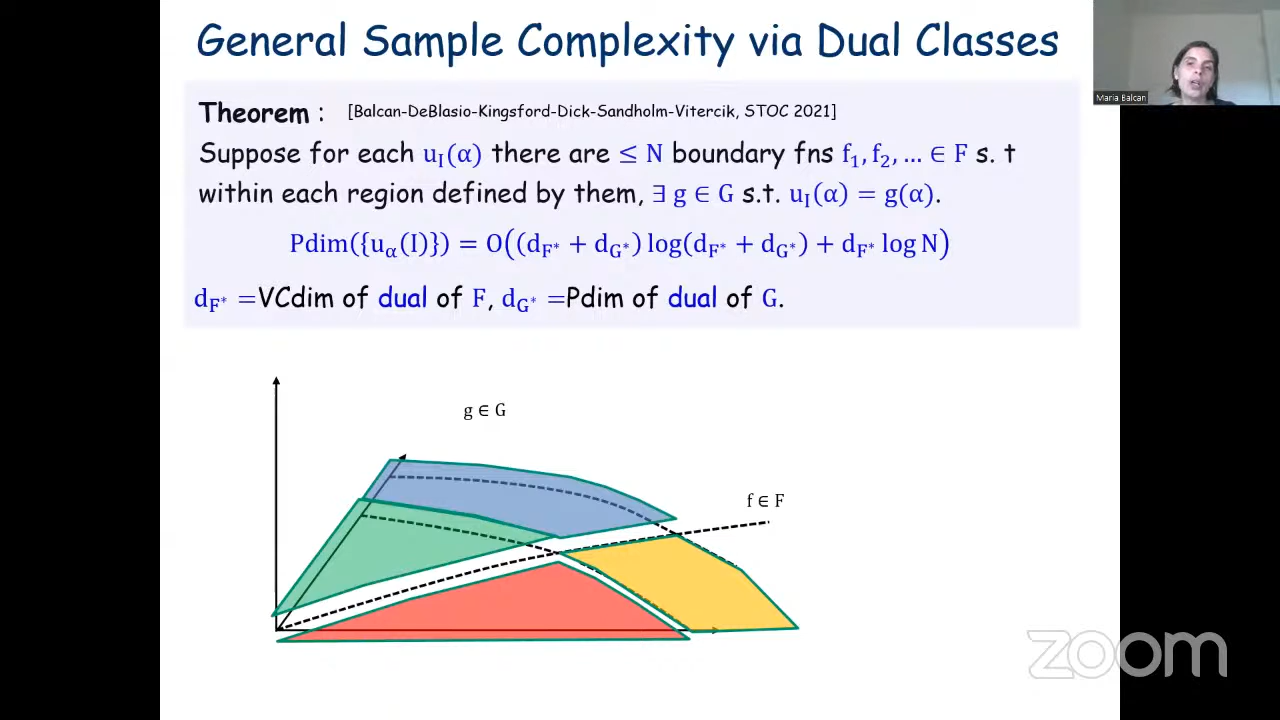 General Sample Complexity via Dual Classes
Maria Balcan
Theorem : [Balcan-DeBlasio-Kingsford-Dick-Sandholm-Vitercik, STOC 2021]
Suppose for each u_I(α) there are ≤ N boundary fns f₁, f₂, … ∈ F s. t
within each region defined by them, ∃ g ∈ G s.t. u_I(α) = g(α).
Pdim({u_α(I)}) = O((d_F* + d_G*) log(d_F* + d_G*) + d_F* log N)
d_F* =VCdim of dual of F, d_G* =Pdim of dual of G.
g ∈ G
f ∈ F
zoom